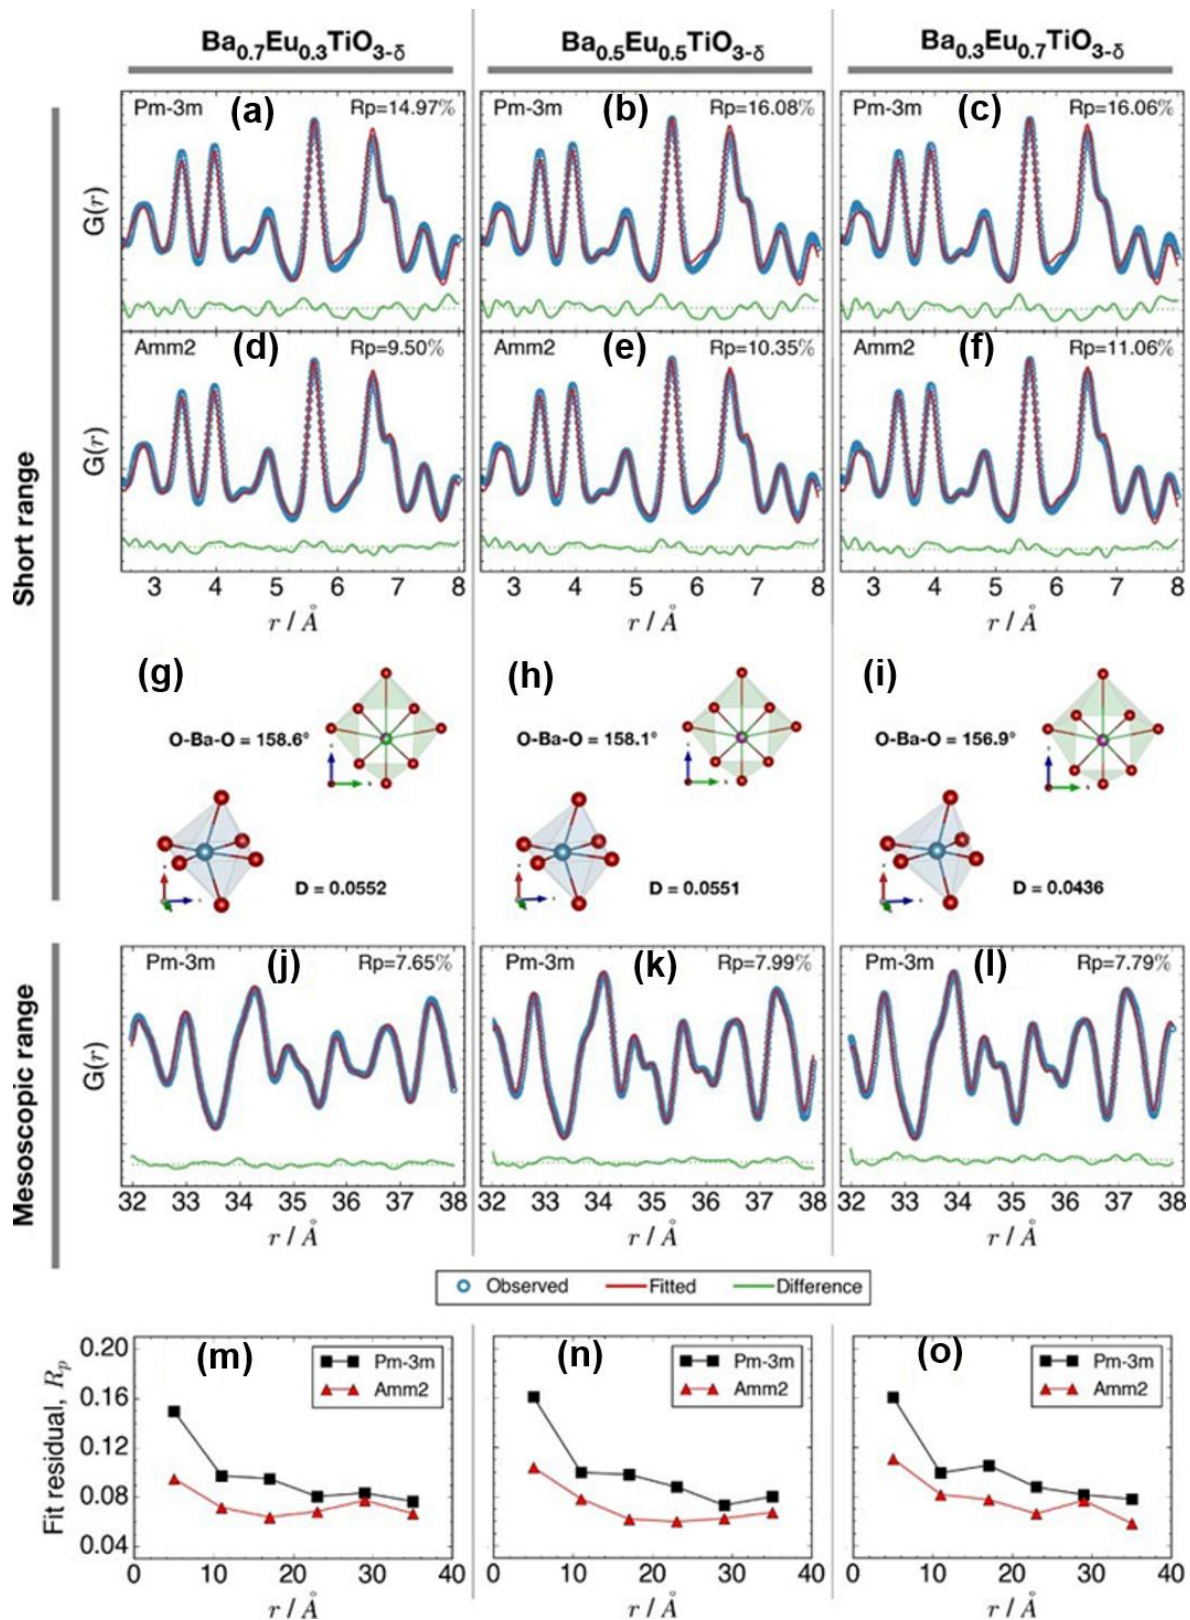 Ba0.7Eu0.3TiO3-δ Ba0.5Eu0.5TiO3-δ Ba0.3Eu0.7TiO3-δ
Short range
Pm-3m (a) Rp=14.97%
Pm-3m (b) Rp=16.08%
Pm-3m (c) Rp=16.06%
G(r)
Amm2 (d) Rp=9.50%
Amm2 (e) Rp=10.35%
Amm2 (f) Rp=11.06%
G(r)
3 4 5 6 7 8
3 4 5 6 7 8
3 4 5 6 7 8
r / Å
r / Å
r / Å
(g)
O-Ba-O = 158.6°
D = 0.0552
(h)
O-Ba-O = 158.1°
D = 0.0551
(i)
O-Ba-O = 156.9°
D = 0.0436
Mesoscopic range
Pm-3m (j) Rp=7.65%
Pm-3m (k) Rp=7.99%
Pm-3m (l) Rp=7.79%
G(r)
32 33 34 35 36 37 38
32 33 34 35 36 37 38
32 33 34 35 36 37 38
r / Å
r / Å
r / Å
Observed Fitted Difference
(m) Pm-3m
Amm2
(n) Pm-3m
Amm2
(o) Pm-3m
Amm2
Fit residual, Rp
0.20
0.16
0.12
0.08
0.04
0 10 20 30 40
0 10 20 30 40
0 10 20 30 40
r / Å
r / Å
r / Å